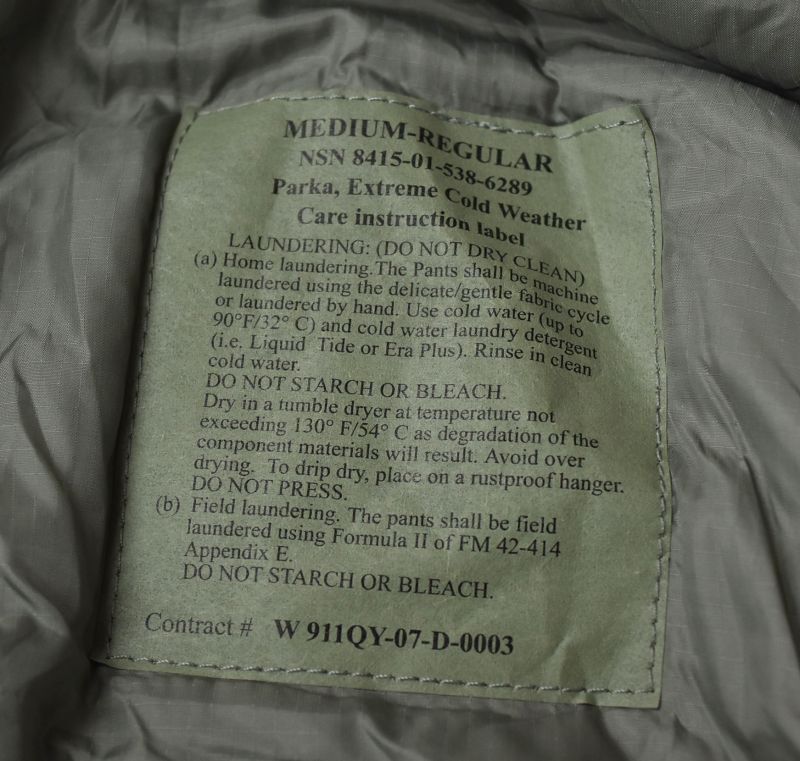 MEDIUM-REGULAR
NSN 8415-01-538-6289
Parka, Extreme Cold Weather
Care instruction label
LAUNDERING: (DO NOT DRY CLEAN)
(a) Home laundering.The Pants shall be machine
laundered using the delicate/gentle fabric cycle
or laundered by hand. Use cold water (up to
90°F/32° C) and cold water laundry detergent
(i.e. Liquid Tide or Era Plus). Rinse in clean
cold water.
DO NOT STARCH OR BLEACH.
Dry in a tumble dryer at temperature not
exceeding 130° F/54° C as degradation of the
component materials will result. Avoid over
drying. To drip dry, place on a rustproof hanger.
DO NOT PRESS.
(b) Field laundering. The pants shall be field
laundered using Formula II of FM 42-414
Appendix E.
DO NOT STARCH OR BLEACH.
Contract # W 911QY-07-D-0003